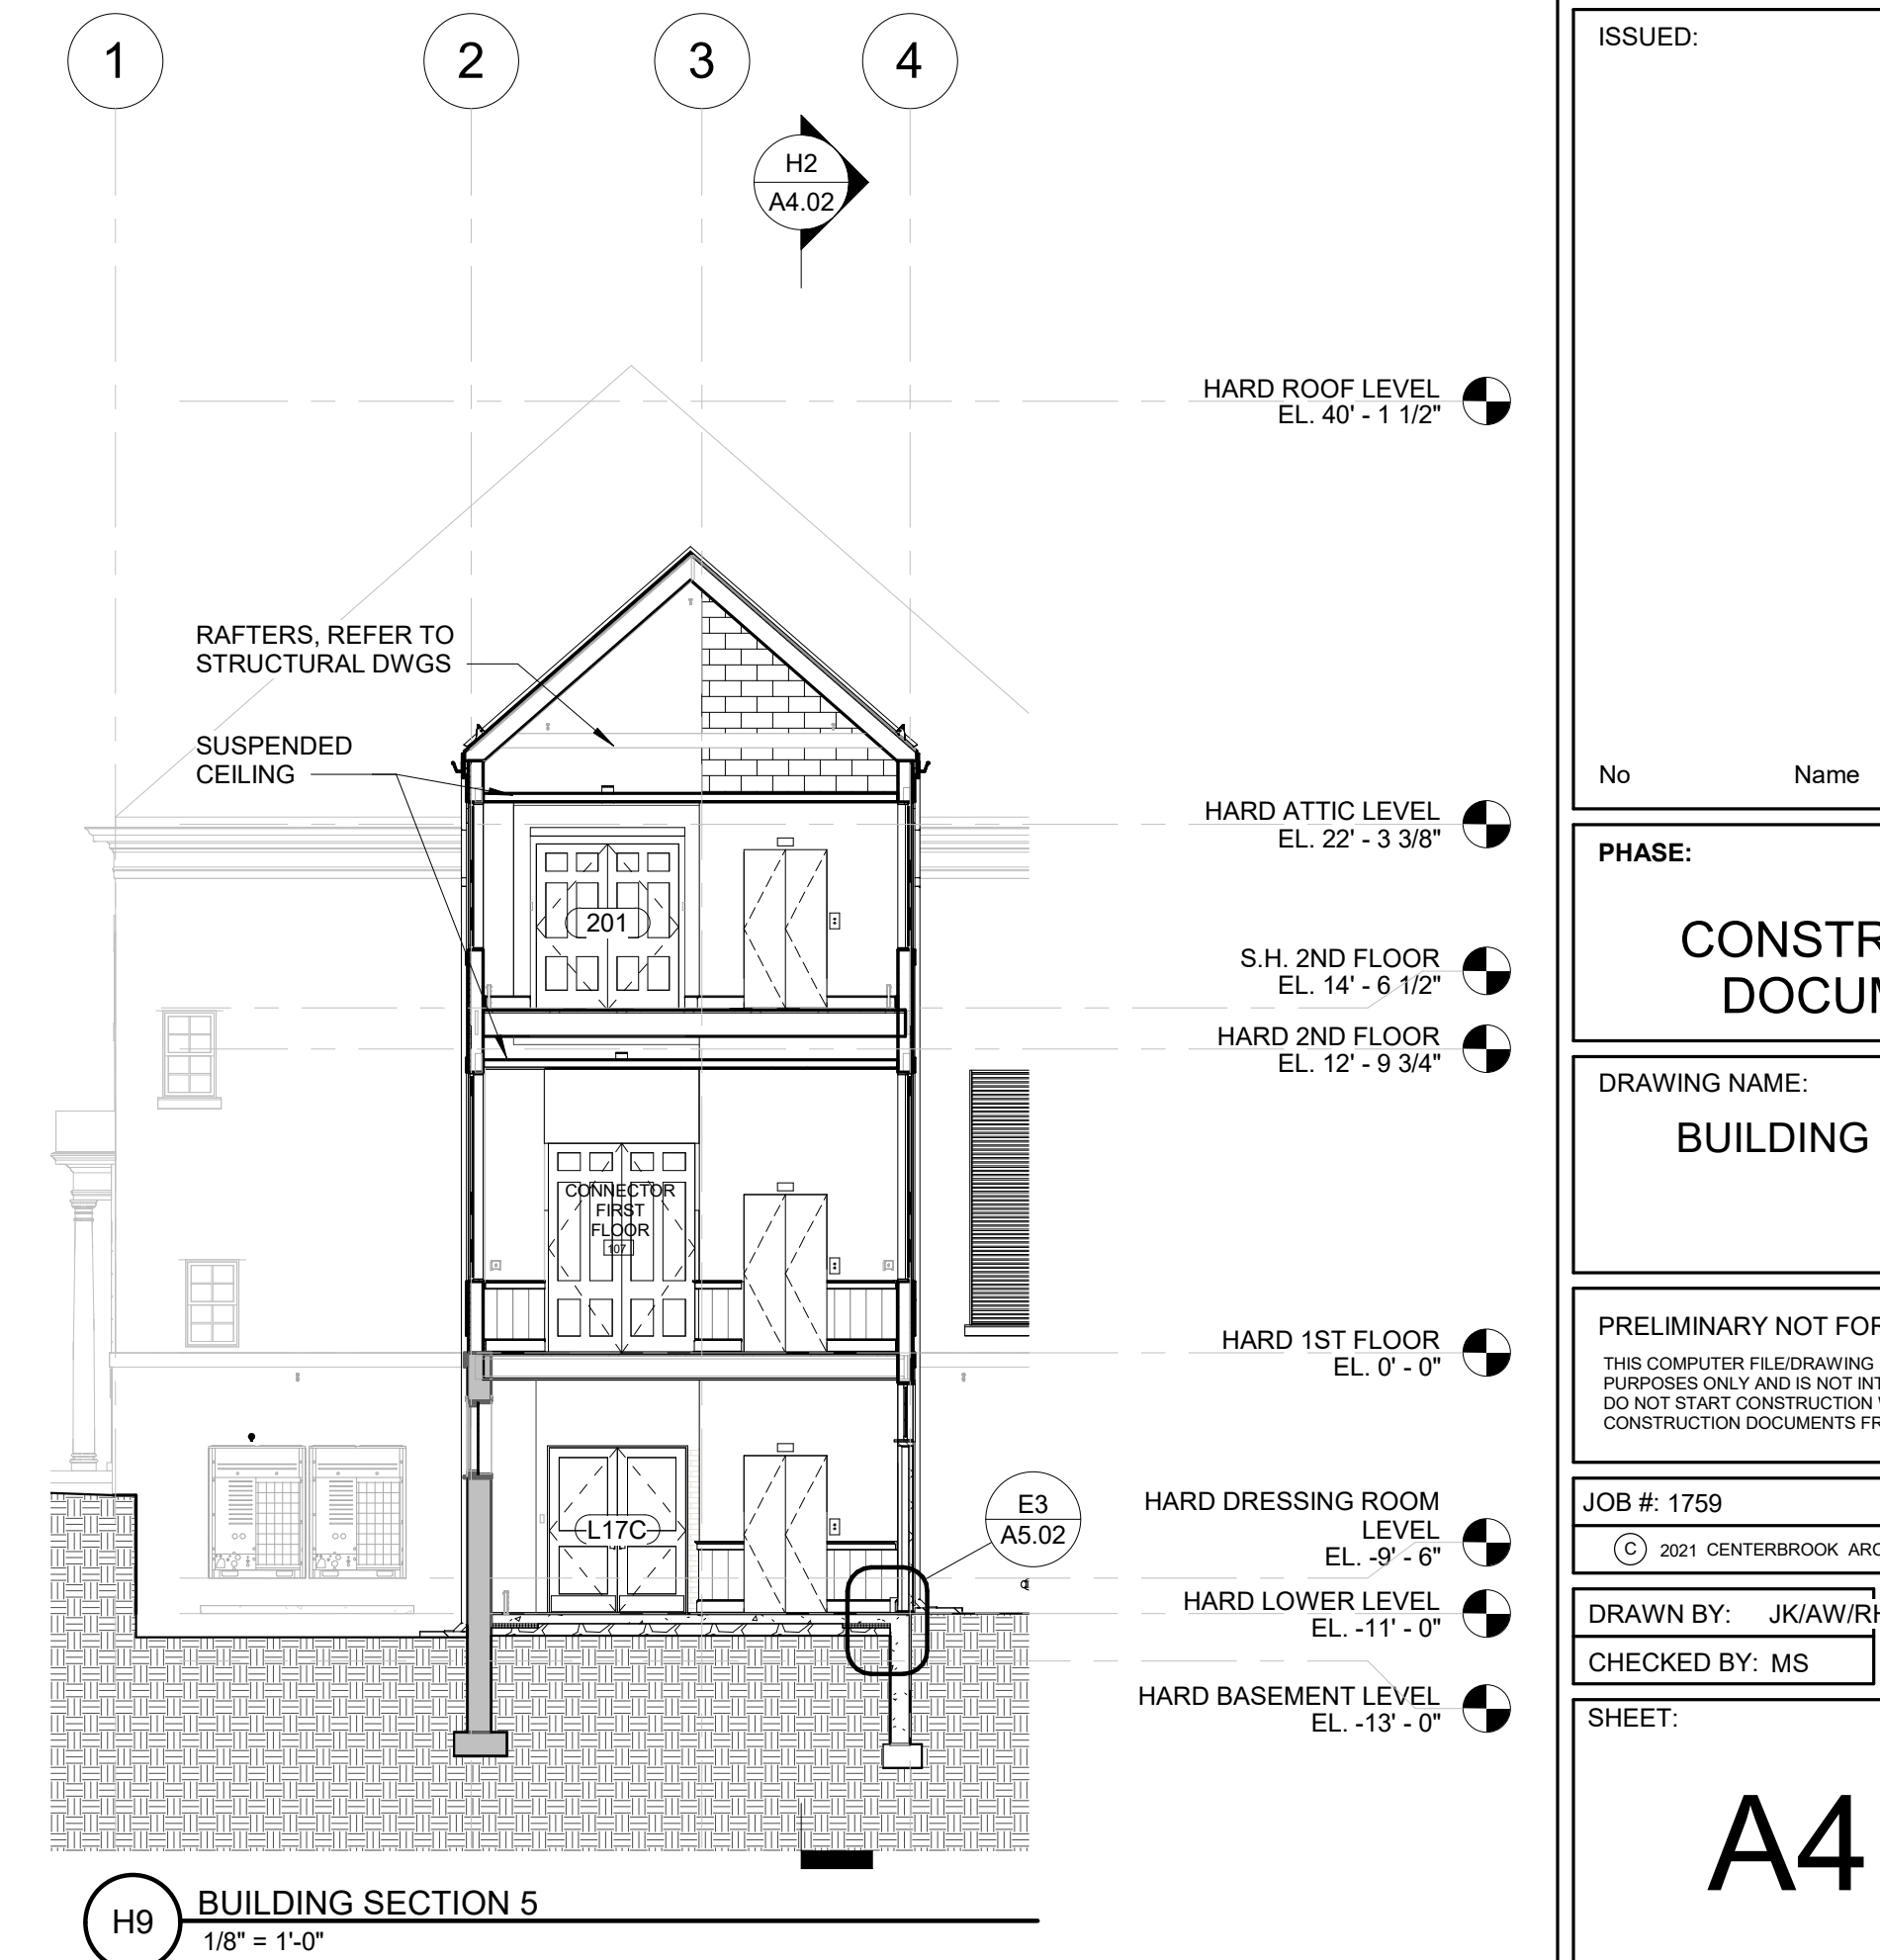 1
2
3
4
H2
A4.02
HARD ROOF LEVEL
EL. 40' - 1 1/2"
RAFTERS, REFER TO
STRUCTURAL DWGS
SUSPENDED
CEILING
HARD ATTIC LEVEL
EL. 22' - 3 3/8"
201
S.H. 2ND FLOOR
EL. 14' - 6 1/2"
HARD 2ND FLOOR
EL. 12' - 9 3/4"
CONNECTOR
FIRST
FLOOR
107
HARD 1ST FLOOR
EL. 0' - 0"
L17C
E3
A5.02
HARD DRESSING ROOM
LEVEL
EL. -9' - 6"
HARD LOWER LEVEL
EL. -11' - 0"
HARD BASEMENT LEVEL
EL. -13' - 0"
H9
BUILDING SECTION 5
1/8" = 1'-0"
ISSUED:
No Name
PHASE:
CONSTR
DOCUM
DRAWING NAME:
BUILDING
PRELIMINARY NOT FOR
THIS COMPUTER FILE/DRAWING
PURPOSES ONLY AND IS NOT INT
DO NOT START CONSTRUCTION
CONSTRUCTION DOCUMENTS FR
JOB #: 1759
C 2021 CENTERBROOK ARC
DRAWN BY: JK/AW/RH
CHECKED BY: MS
SHEET:
A4